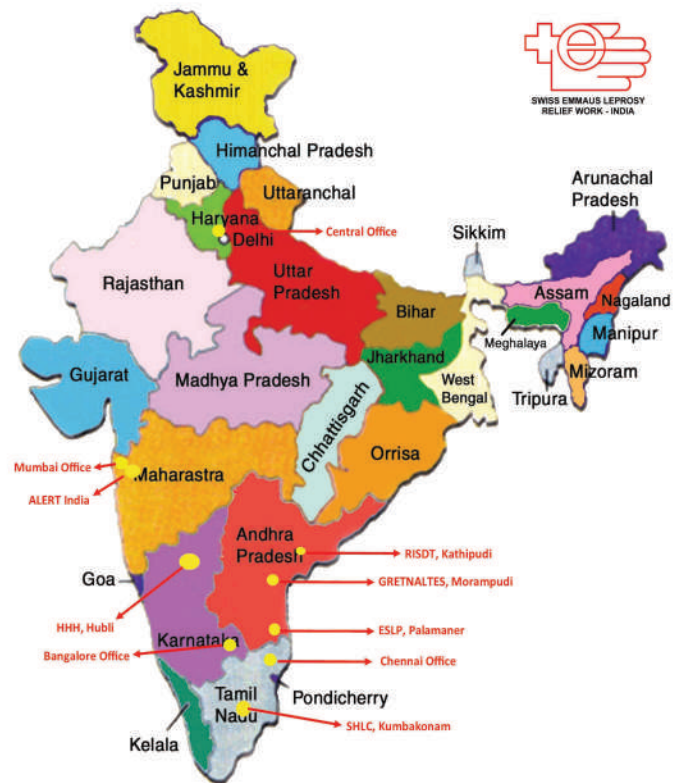 SWISS EMMAUS LEPROSY
RELIEF WORK - INDIA
Jammu &
Kashmir
Himanchal Pradesh
Punjab
Uttaranchal
Haryana
Delhi
Central Office
Arunachal
Pradesh
Sikkim
Rajasthan
Uttar
Pradesh
Assam
Nagaland
Bihar
Meghalaya
Manipur
Jharkhand
Gujarat
Madhya Pradesh
West
Bengal
Mizoram
Tripura
Chhattisgarh
Orrisa
Mumbai Office
Maharastra
ALERT India
Andhra
Pradesh
RISDT, Kathipudi
Goa
GRETNALTES, Morampudi
HHH, Hubli
ESLP, Palamaner
Karnataka
Bangalore Office
Chennai Office
Pondicherry
Tamil
Nadu
SHLC, Kumbakonam
Kelala